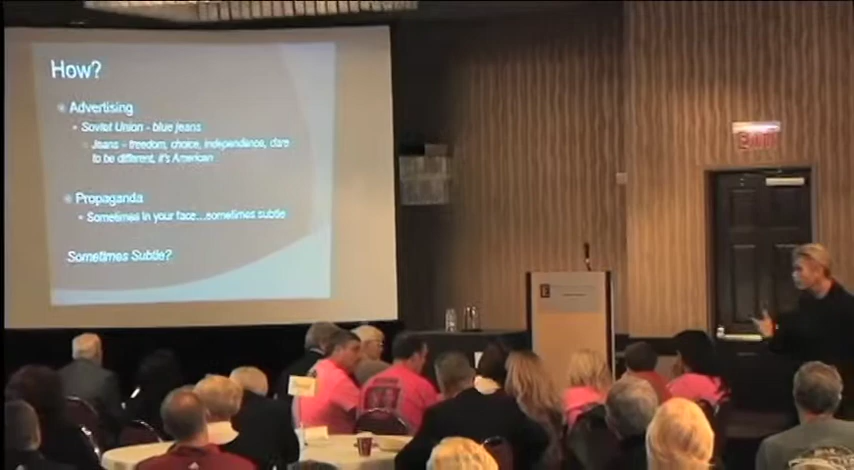 How?
Advertising
Soviet Union - blue jeans
Jeans - freedom, choice, independence, dare
to be different, it's American!
Propaganda
Sometimes in your face...sometimes subtle
Sometimes Subtle?
EXIT